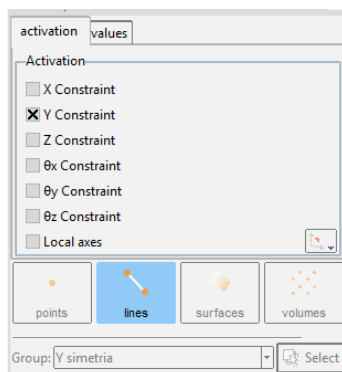 activation values
Activation
X Constraint
Y Constraint
Z Constraint
θx Constraint
θy Constraint
θz Constraint
Local axes
points lines surfaces volumes
Group: Y simetria Select